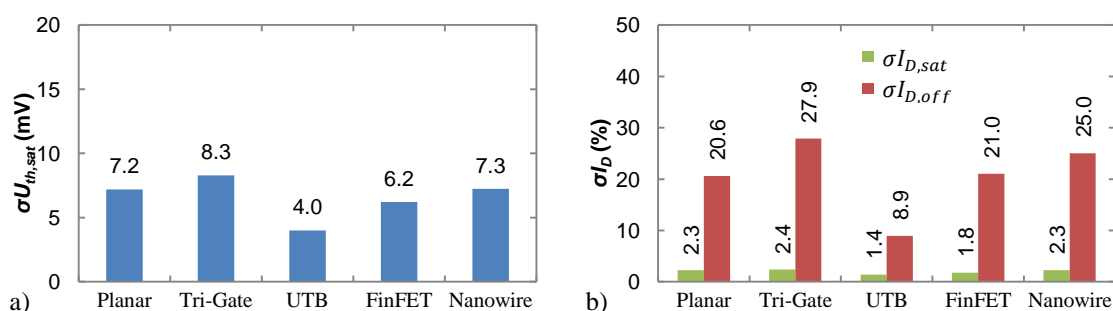 a)
σU_th,sat (mV)
20
15
10
5
0
7.2
8.3
4.0
6.2
7.3
Planar
Tri-Gate
UTB
FinFET
Nanowire
b)
σI_D (%)
50
40
30
20
10
0
σI_D,sat
σI_D,off
2.3
20.6
2.4
27.9
1.4
8.9
1.8
21.0
2.3
25.0
Planar
Tri-Gate
UTB
FinFET
Nanowire